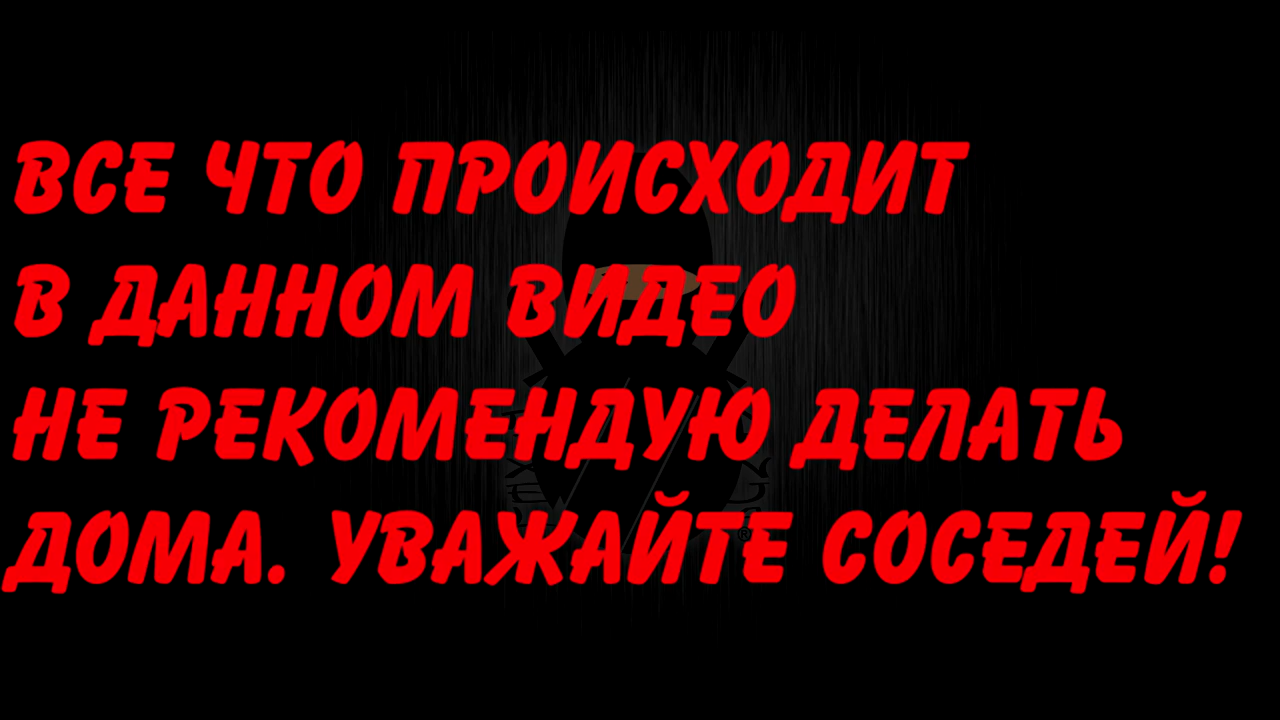 ВСЕ ЧТО ПРОИСХОДИТ
В ДАННОМ ВИДЕО
НЕ РЕКОМЕНДУЮ ДЕЛАТЬ
ДОМА. УВАЖАЙТЕ СОСЕДЕЙ!